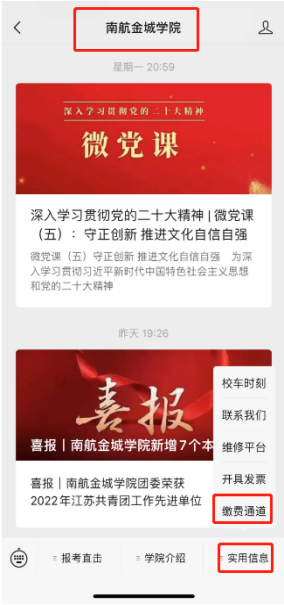 南航金城学院
星期一 20:59
深入学习贯彻党的二十大精神
微党课
深入学习贯彻党的二十大精神 | 微党课
（五）：守正创新 推进文化自信自强
微党课（五）守正创新 推进文化自信自强 为深
入学习贯彻习近平新时代中国特色社会主义思想
和党的二十大精神
昨天 19:26
喜报
喜报丨南航金城学院新增7个本
喜报丨南航金城学院团委荣获
2022年江苏共青团工作先进单位
校车时刻
联系我们
维修平台
开具发票
缴费通道
报考直击
学院介绍
实用信息